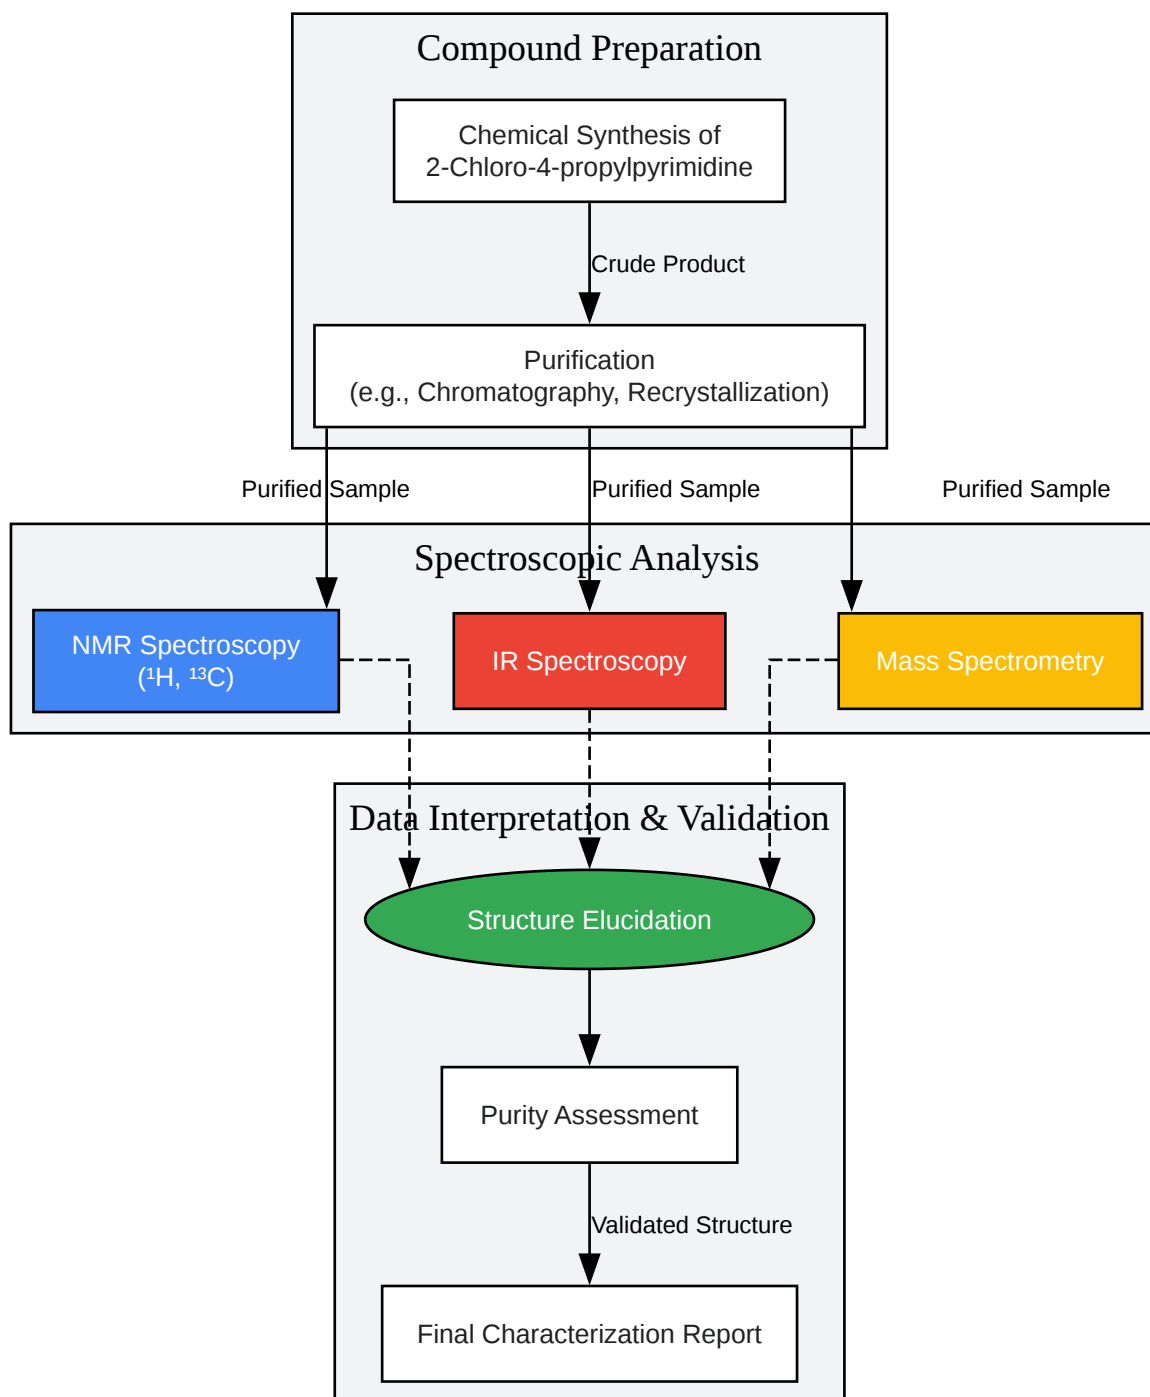 Compound Preparation
Chemical Synthesis of
2-Chloro-4-propylpyrimidine
Crude Product
Purification
(e.g., Chromatography, Recrystallization)
Purified Sample
Purified Sample
Purified Sample
Spectroscopic Analysis
NMR Spectroscopy
(¹H, ¹³C)
IR Spectroscopy
Mass Spectrometry
Data Interpretation & Validation
Structure Elucidation
Purity Assessment
Validated Structure
Final Characterization Report